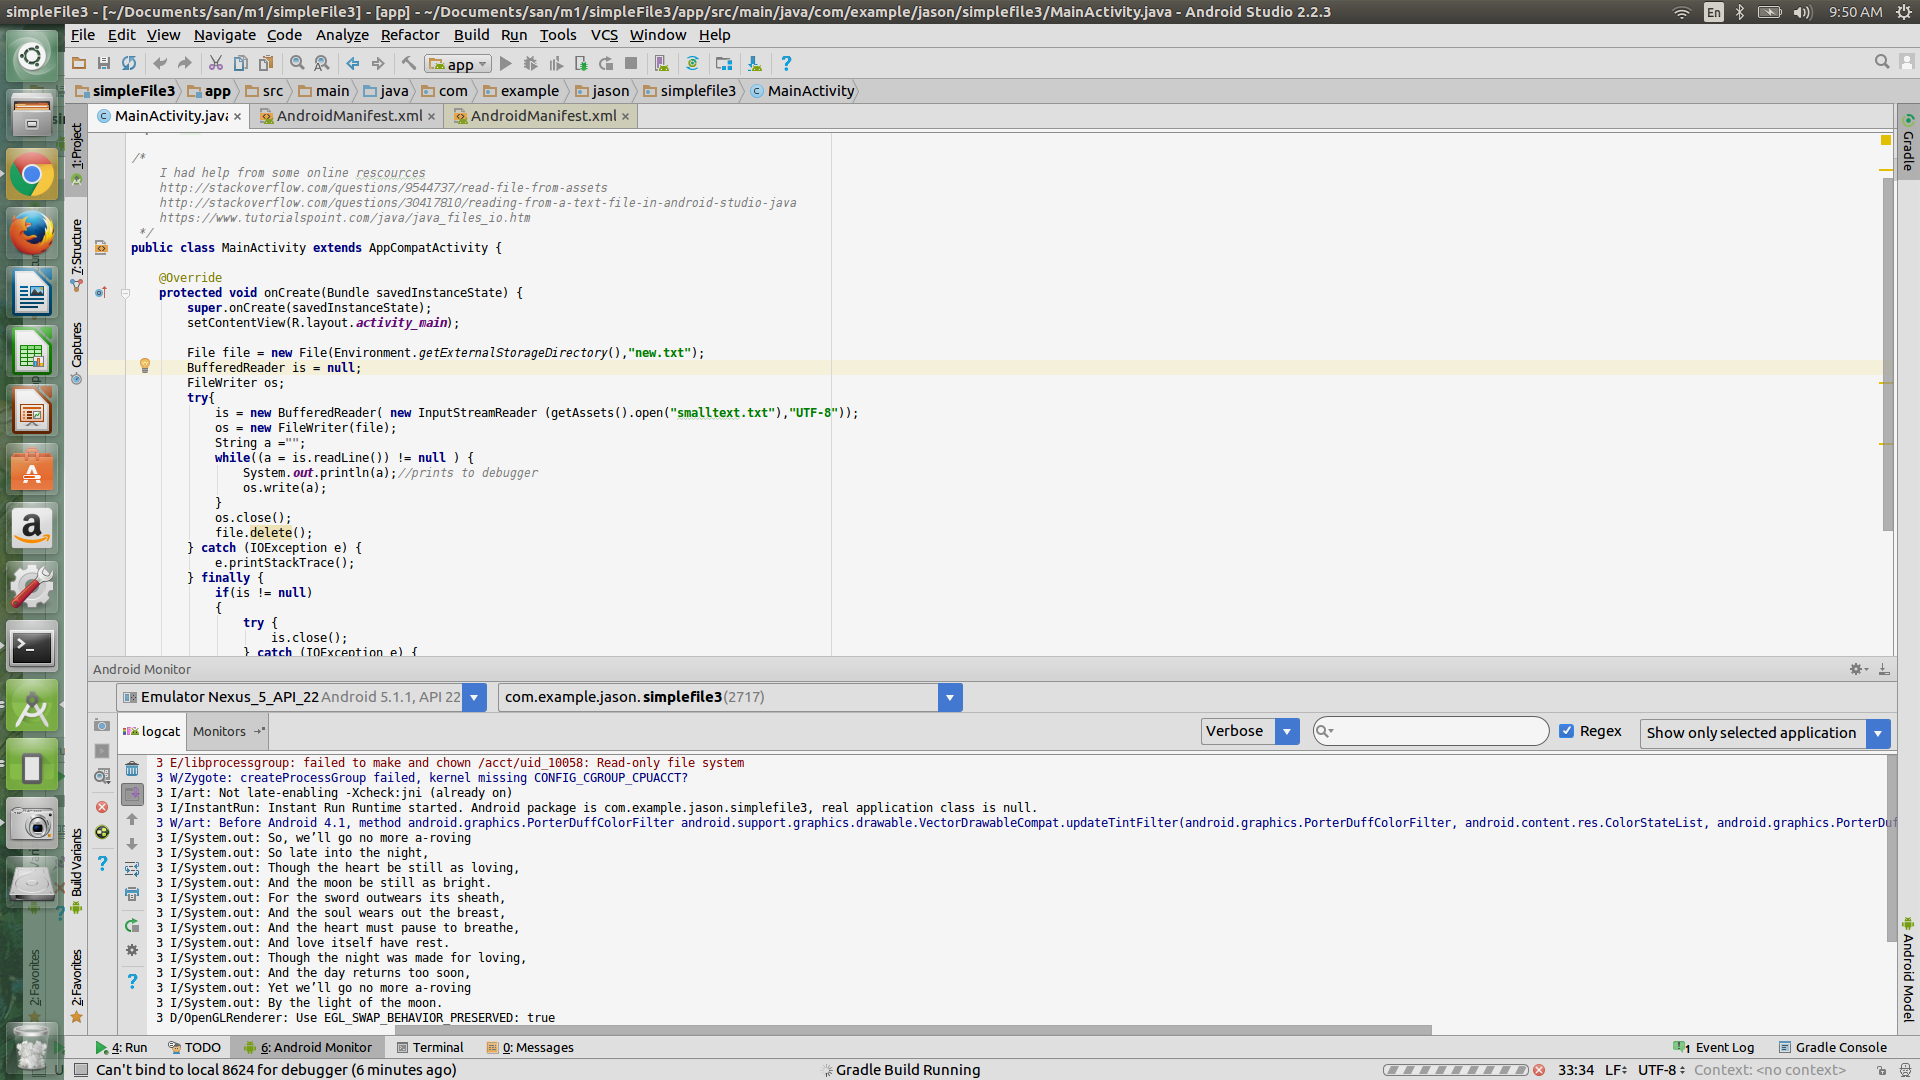 simpleFile3 - [~/Documents/san/m1/simpleFile3] - [app] - ~/Documents/san/m1/simpleFile3/app/src/main/java/com/example/jason/simplefile3/MainActivity.java - Android Studio 2.2.3
En
9:50 AM
File Edit View Navigate Code Analyze Refactor Build Run Tools VCS Window Help
app
simpleFile3 app src main java com example jason simplefile3 MainActivity
MainActivity.java AndroidManifest.xml AndroidManifest.xml
1: Project
7: Structure
Captures
Build Variants
2: Favorites
2: Favorites
Gradle
Android Model
/*
I had help from some online rescources
http://stackoverflow.com/questions/9544737/read-file-from-assets
http://stackoverflow.com/questions/30417810/reading-from-a-text-file-in-android-studio-java
https://www.tutorialspoint.com/java/java_files_io.htm
*/
public class MainActivity extends AppCompatActivity {
@Override
protected void onCreate(Bundle savedInstanceState) {
super.onCreate(savedInstanceState);
setContentView(R.layout.activity_main);
File file = new File(Environment.getExternalStorageDirectory(),"new.txt");
BufferedReader is = null;
FileWriter os;
try{
is = new BufferedReader( new InputStreamReader (getAssets().open("smalltext.txt"),"UTF-8"));
os = new FileWriter(file);
String a ="";
while((a = is.readLine()) != null ) {
System.out.println(a);//prints to debugger
os.write(a);
}
os.close();
file.delete();
} catch (IOException e) {
e.printStackTrace();
} finally {
if(is != null)
{
try {
is.close();
} catch (IOException e) {
Android Monitor
Emulator Nexus_5_API_22 Android 5.1.1, API 22 com.example.jason.simplefile3 (2717)
logcat Monitors Verbose Regex Show only selected application
3 E/libprocessgroup: failed to make and chown /acct/uid_10058: Read-only file system
3 W/Zygote: createProcessGroup failed, kernel missing CONFIG_CGROUP_CPUACCT?
3 I/art: Not late-enabling -Xcheck:jni (already on)
3 I/InstantRun: Instant Run Runtime started. Android package is com.example.jason.simplefile3, real application class is null.
3 W/art: Before Android 4.1, method android.graphics.PorterDuffColorFilter android.support.graphics.drawable.VectorDrawableCompat.updateTintFilter(android.graphics.PorterDuffColorFilter, android.content.res.ColorStateList, android.graphics.PorterDuf
3 I/System.out: So, we’ll go no more a-roving
3 I/System.out: So late into the night,
3 I/System.out: Though the heart be still as loving,
3 I/System.out: And the moon be still as bright.
3 I/System.out: For the sword outwears its sheath,
3 I/System.out: And the soul wears out the breast,
3 I/System.out: And the heart must pause to breathe,
3 I/System.out: And love itself have rest.
3 I/System.out: Though the night was made for loving,
3 I/System.out: And the day returns too soon,
3 I/System.out: Yet we’ll go no more a-roving
3 I/System.out: By the light of the moon.
3 D/OpenGLRenderer: Use EGL_SWAP_BEHAVIOR_PRESERVED: true
4: Run TODO 6: Android Monitor Terminal 0: Messages 1 Event Log Gradle Console
Can't bind to local 8624 for debugger (6 minutes ago) Gradle Build Running 33:34 LF UTF-8 Context: <no context>